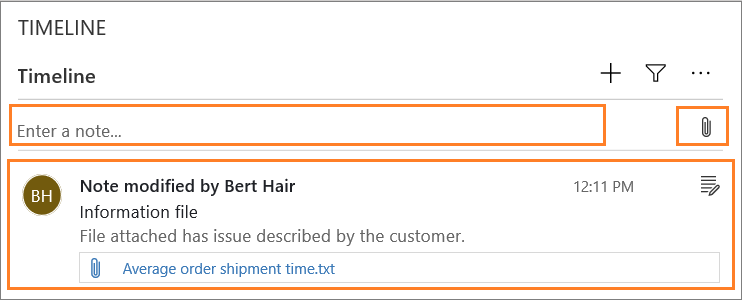 TIMELINE
Timeline
Enter a note...
BH
Note modified by Bert Hair 12:11 PM
Information file
File attached has issue described by the customer.
Average order shipment time.txt